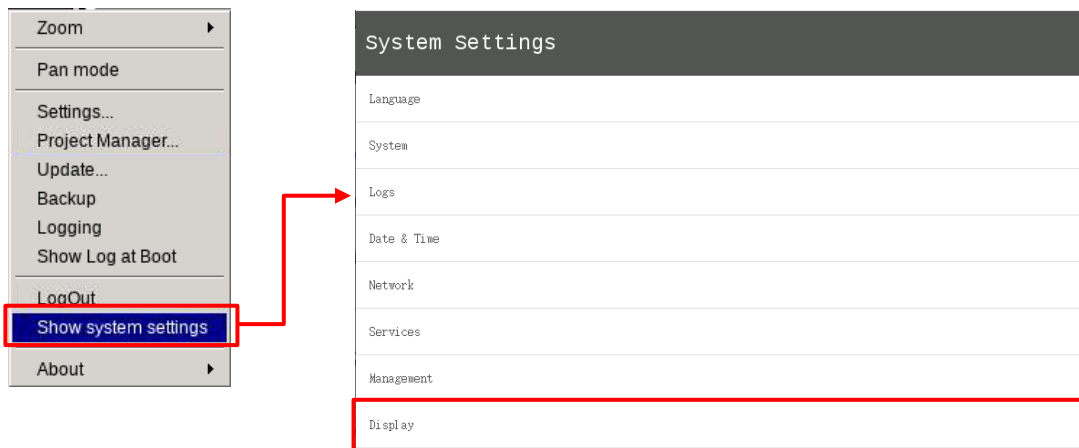 Zoom
Pan mode
Settings...
Project Manager...
Update...
Backup
Logging
Show Log at Boot
LogOut
Show system settings
About
System Settings
Language
System
Logs
Date & Time
Network
Services
Management
Display